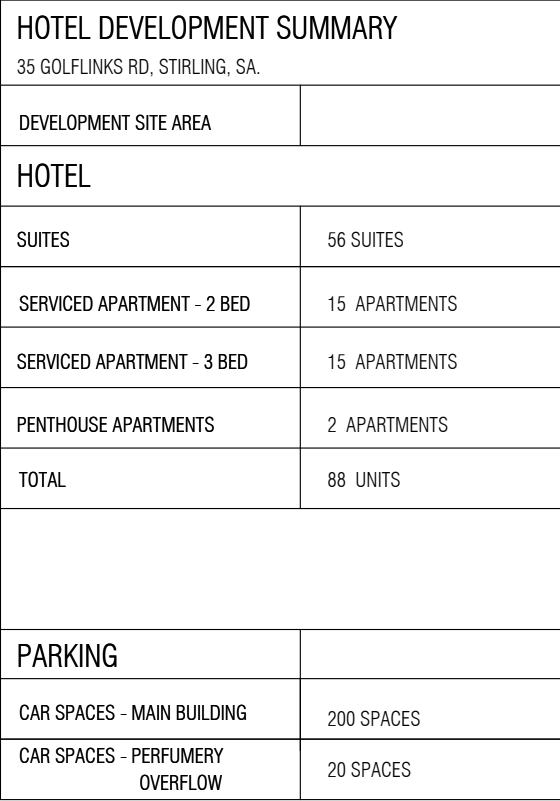 HOTEL DEVELOPMENT SUMMARY
35 GOLFLINKS RD, STIRLING, SA.
DEVELOPMENT SITE AREA
HOTEL
SUITES 56 SUITES
SERVICED APARTMENT - 2 BED 15 APARTMENTS
SERVICED APARTMENT - 3 BED 15 APARTMENTS
PENTHOUSE APARTMENTS 2 APARTMENTS
TOTAL 88 UNITS
PARKING
CAR SPACES - MAIN BUILDING 200 SPACES
CAR SPACES - PERFUMERY
OVERFLOW 20 SPACES